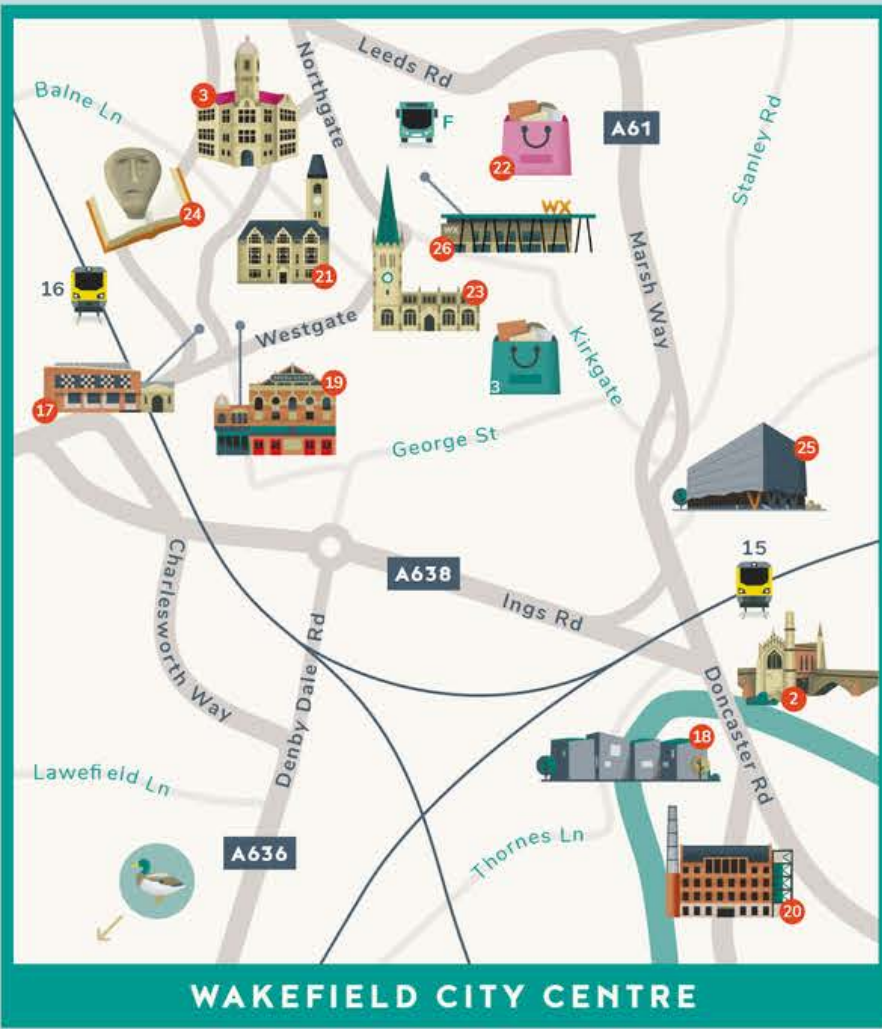 Leeds Rd
Northgate
Balne Ln
3
F
22
A61
Stanley Rd
24
WX
WX
26
21
23
16
Marsh Way
Westgate
Kirkgate
3
19
17
George St
25
15
A638
Ings Rd
Charlesworth Way
Denby Dale Rd
2
Doncaster Rd
18
Lawefield Ln
A636
Thornes Ln
20
WAKEFIELD CITY CENTRE